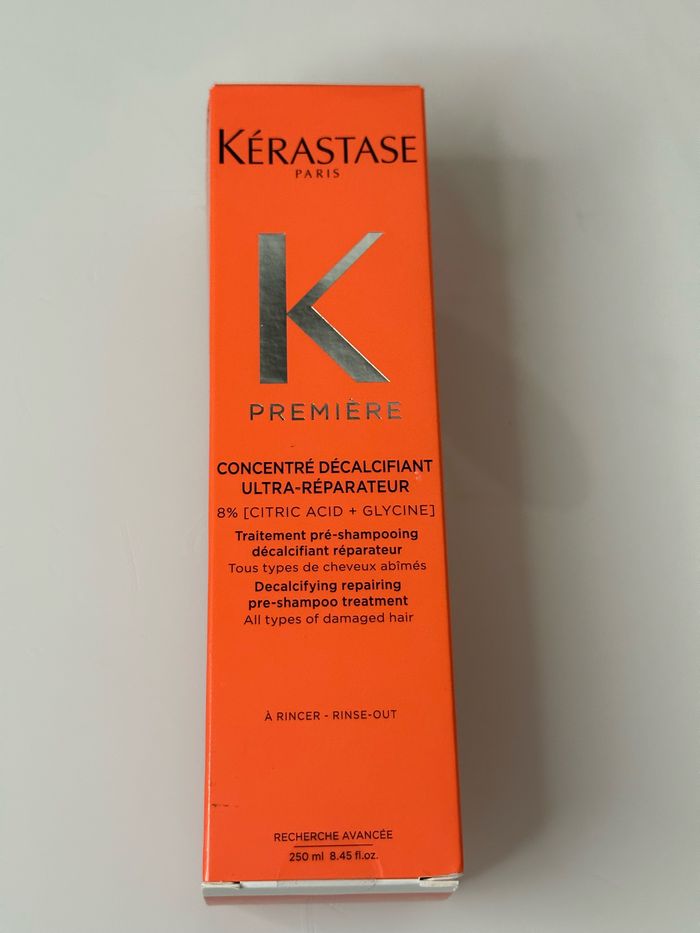 KÉRASTASE
PARIS
K
PREMIÈRE
CONCENTRÉ DÉCALCIFIANT
ULTRA-RÉPARATEUR
8% [CITRIC ACID + GLYCINE]
Traitement pré-shampooing
décalcifiant réparateur
Tous types de cheveux abîmés
Decalcifying repairing
pre-shampoo treatment
All types of damaged hair
À RINCER - RINSE-OUT
RECHERCHE AVANCÉE
250 ml 8.45 fl.oz.